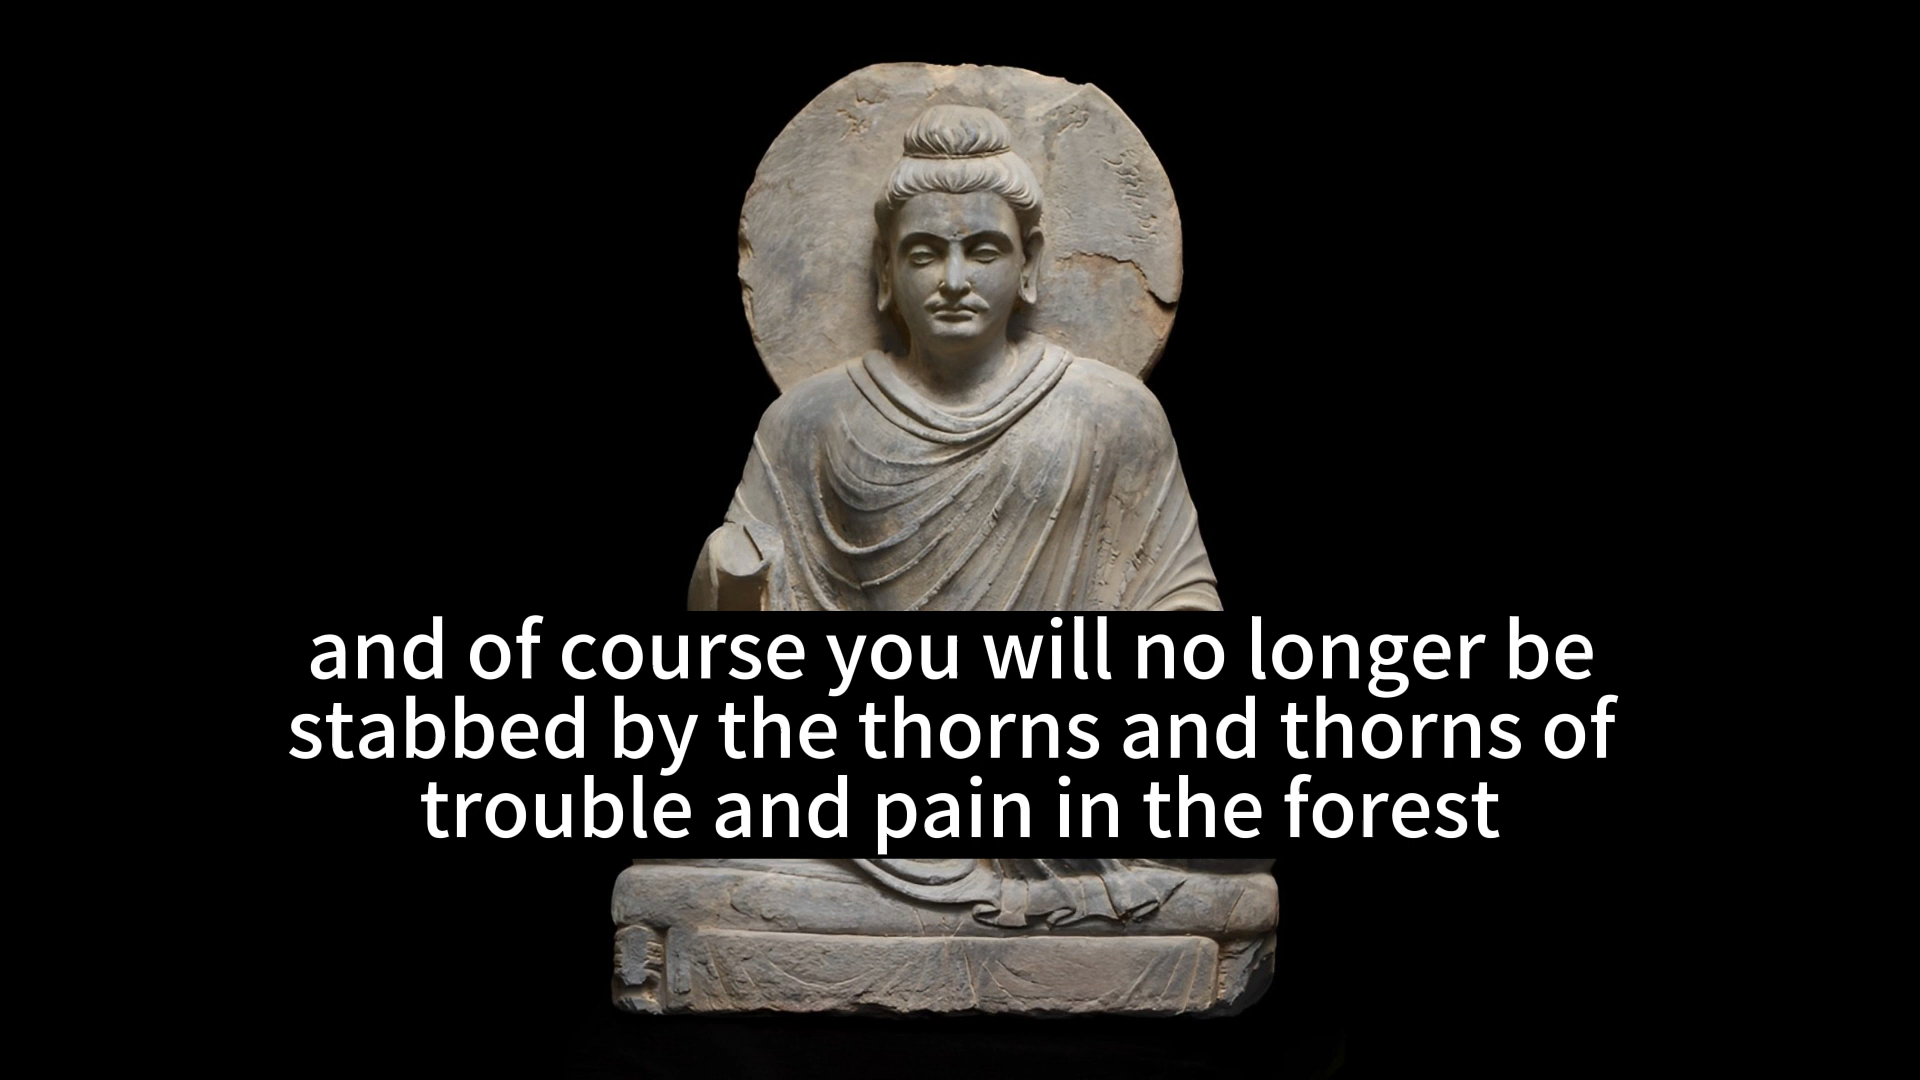 and of course you will no longer be
stabbed by the thorns and thorns of
trouble and pain in the forest